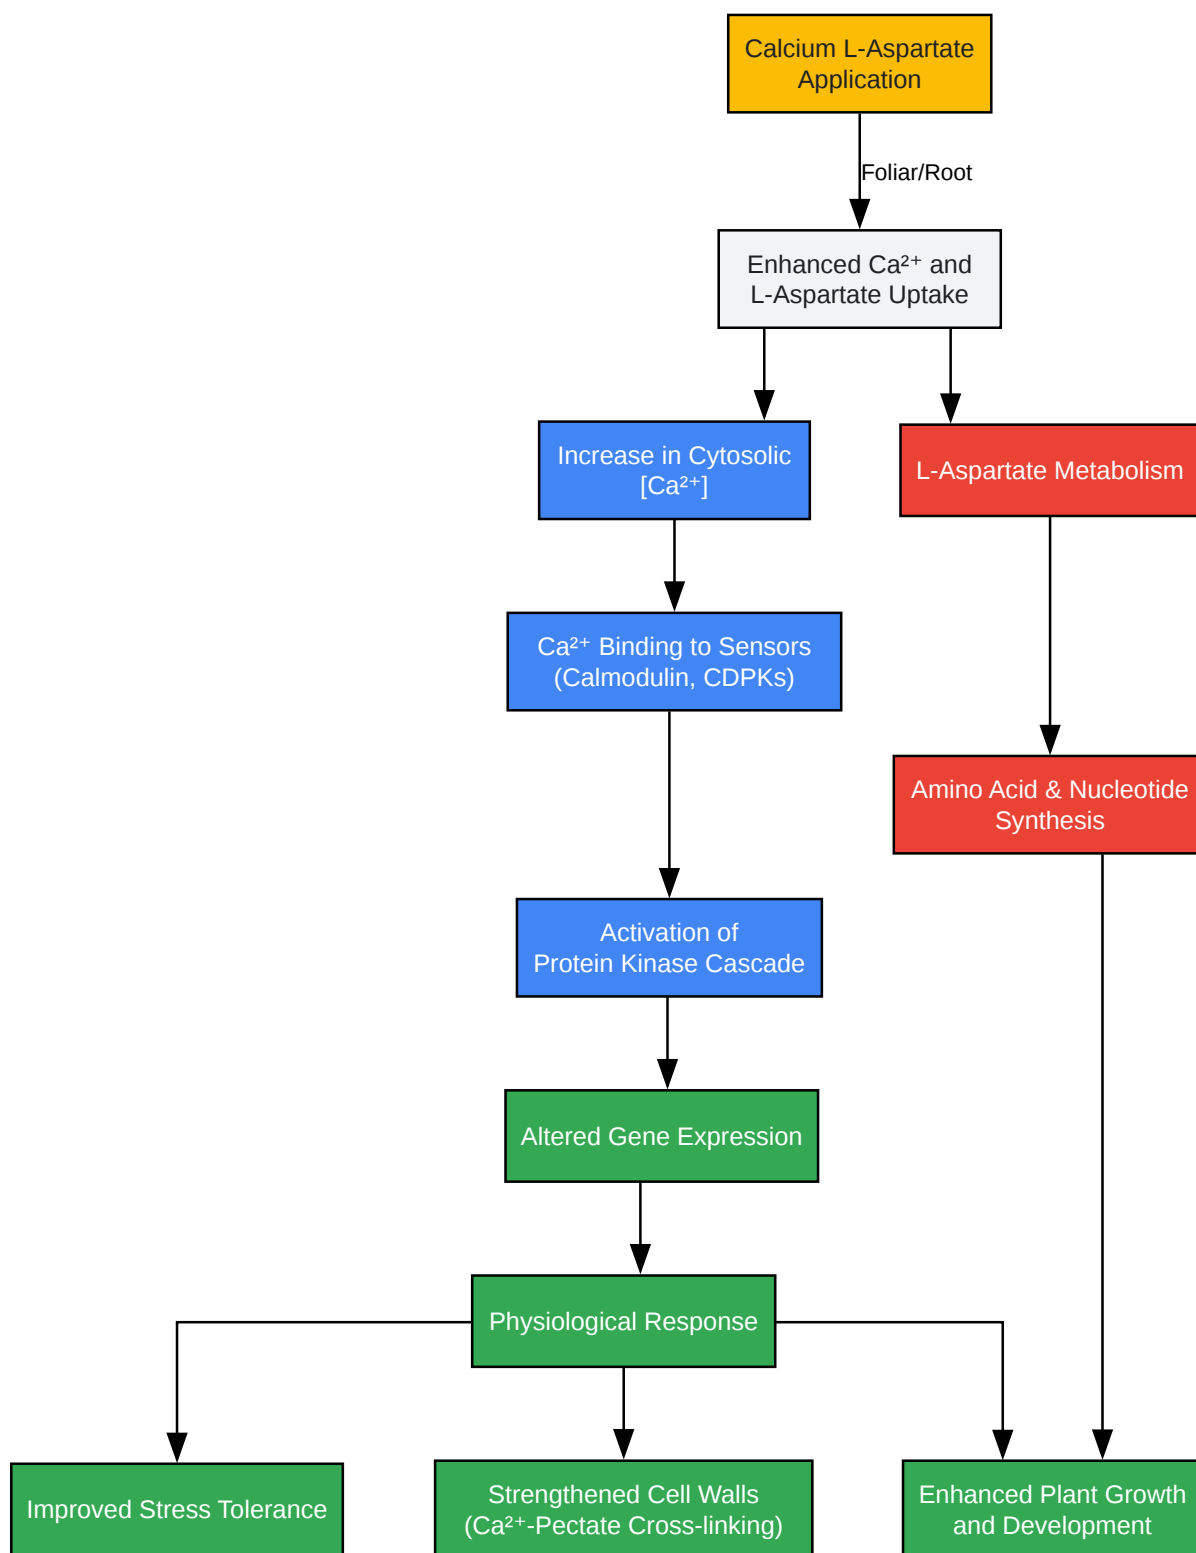 Calcium L-Aspartate
Application
Foliar/Root
Enhanced Ca²⁺ and
L-Aspartate Uptake
Increase in Cytosolic
[Ca²⁺]
L-Aspartate Metabolism
Ca²⁺ Binding to Sensors
(Calmodulin, CDPKs)
Amino Acid & Nucleotide
Synthesis
Activation of
Protein Kinase Cascade
Altered Gene Expression
Physiological Response
Improved Stress Tolerance
Strengthened Cell Walls
(Ca²⁺-Pectate Cross-linking)
Enhanced Plant Growth
and Development